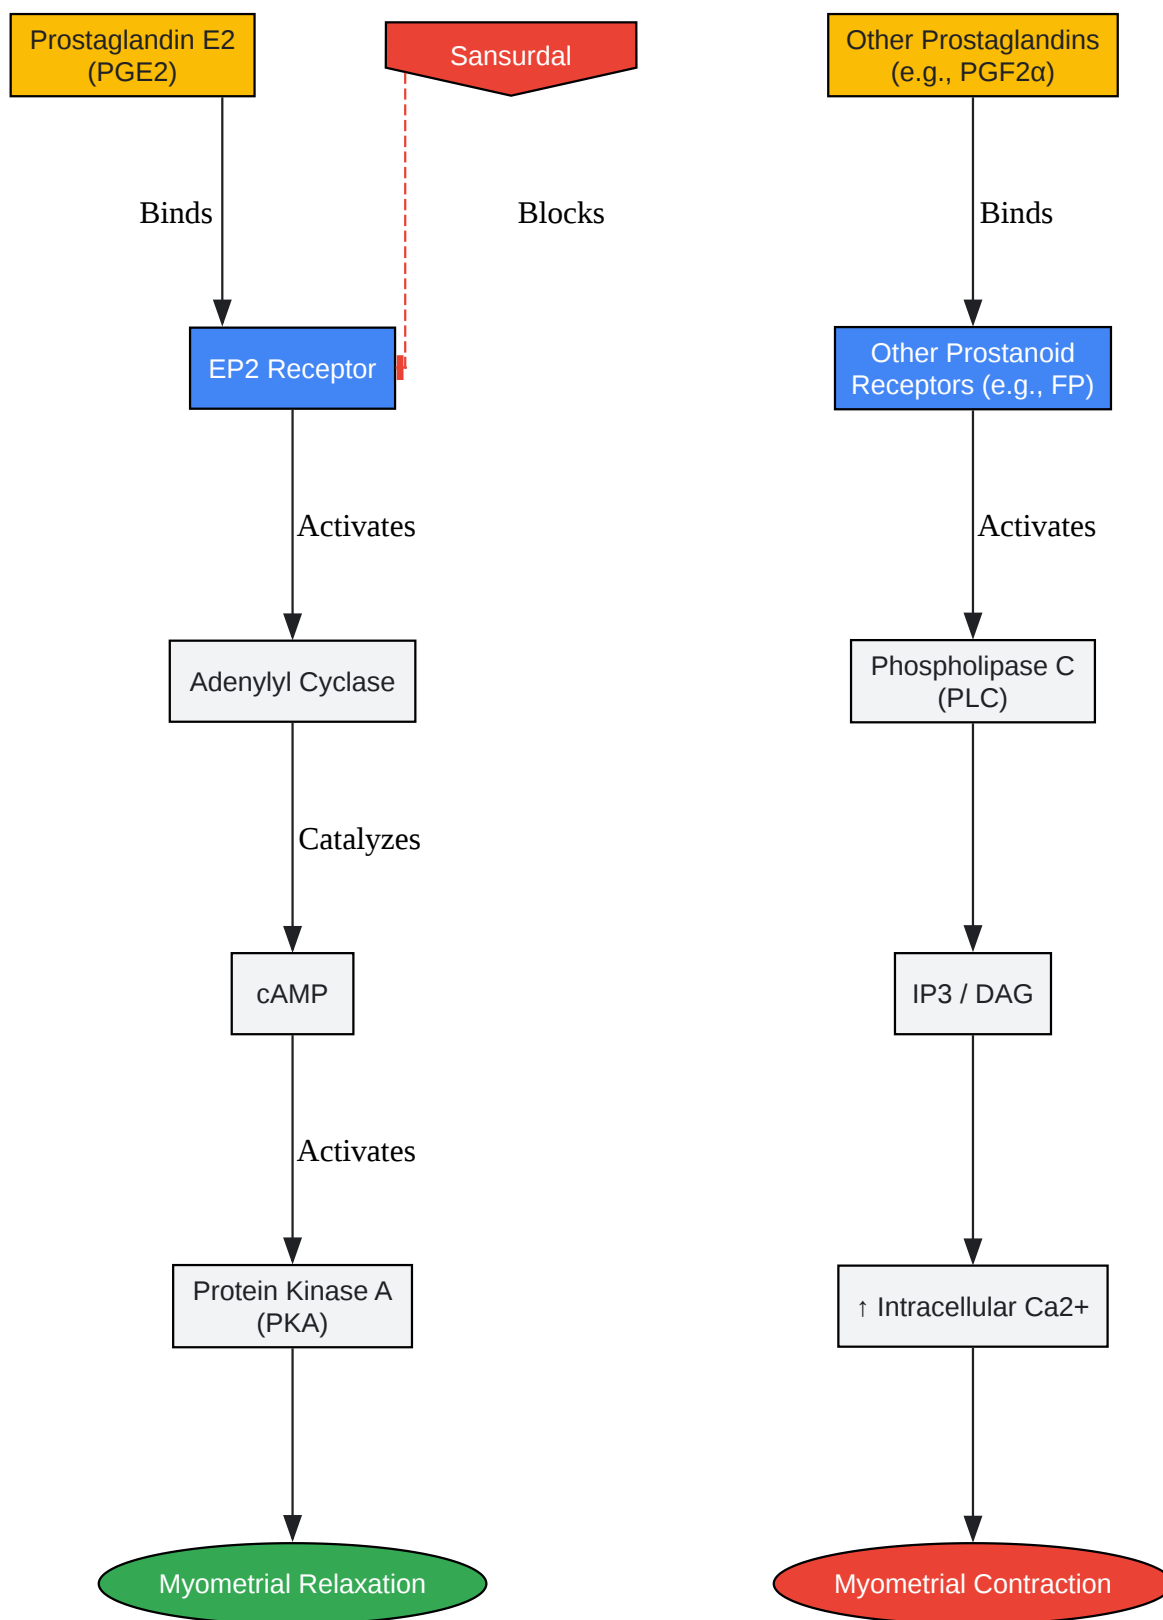 Prostaglandin E2
(PGE2)
Sansurdal
Other Prostaglandins
(e.g., PGF2α)
Binds
Blocks
Binds
EP2 Receptor
Other Prostanoid
Receptors (e.g., FP)
Activates
Activates
Adenylyl Cyclase
Phospholipase C
(PLC)
Catalyzes
cAMP
IP3 / DAG
Activates
Protein Kinase A
(PKA)
↑ Intracellular Ca2+
Myometrial Relaxation
Myometrial Contraction